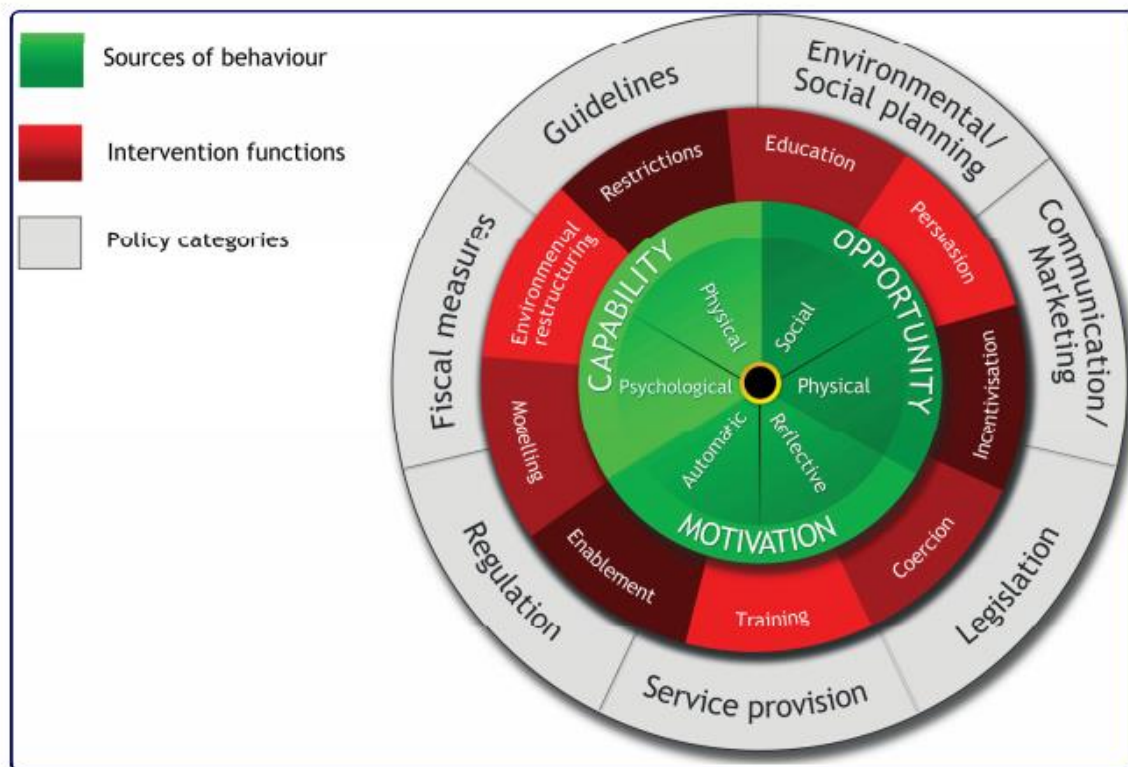 Sources of behaviour
Intervention functions
Policy categories
Guidelines
Environmental/
Social planning
Communication/
Marketing
Legislation
Service provision
Regulation
Fiscal measures
Restrictions
Education
Persuasion
Incentivisation
Coercion
Training
Enablement
Modelling
Environmental
restructuring
CAPABILITY
OPPORTUNITY
MOTIVATION
Physical
Social
Psychological
Physical
Automatic
Reflective